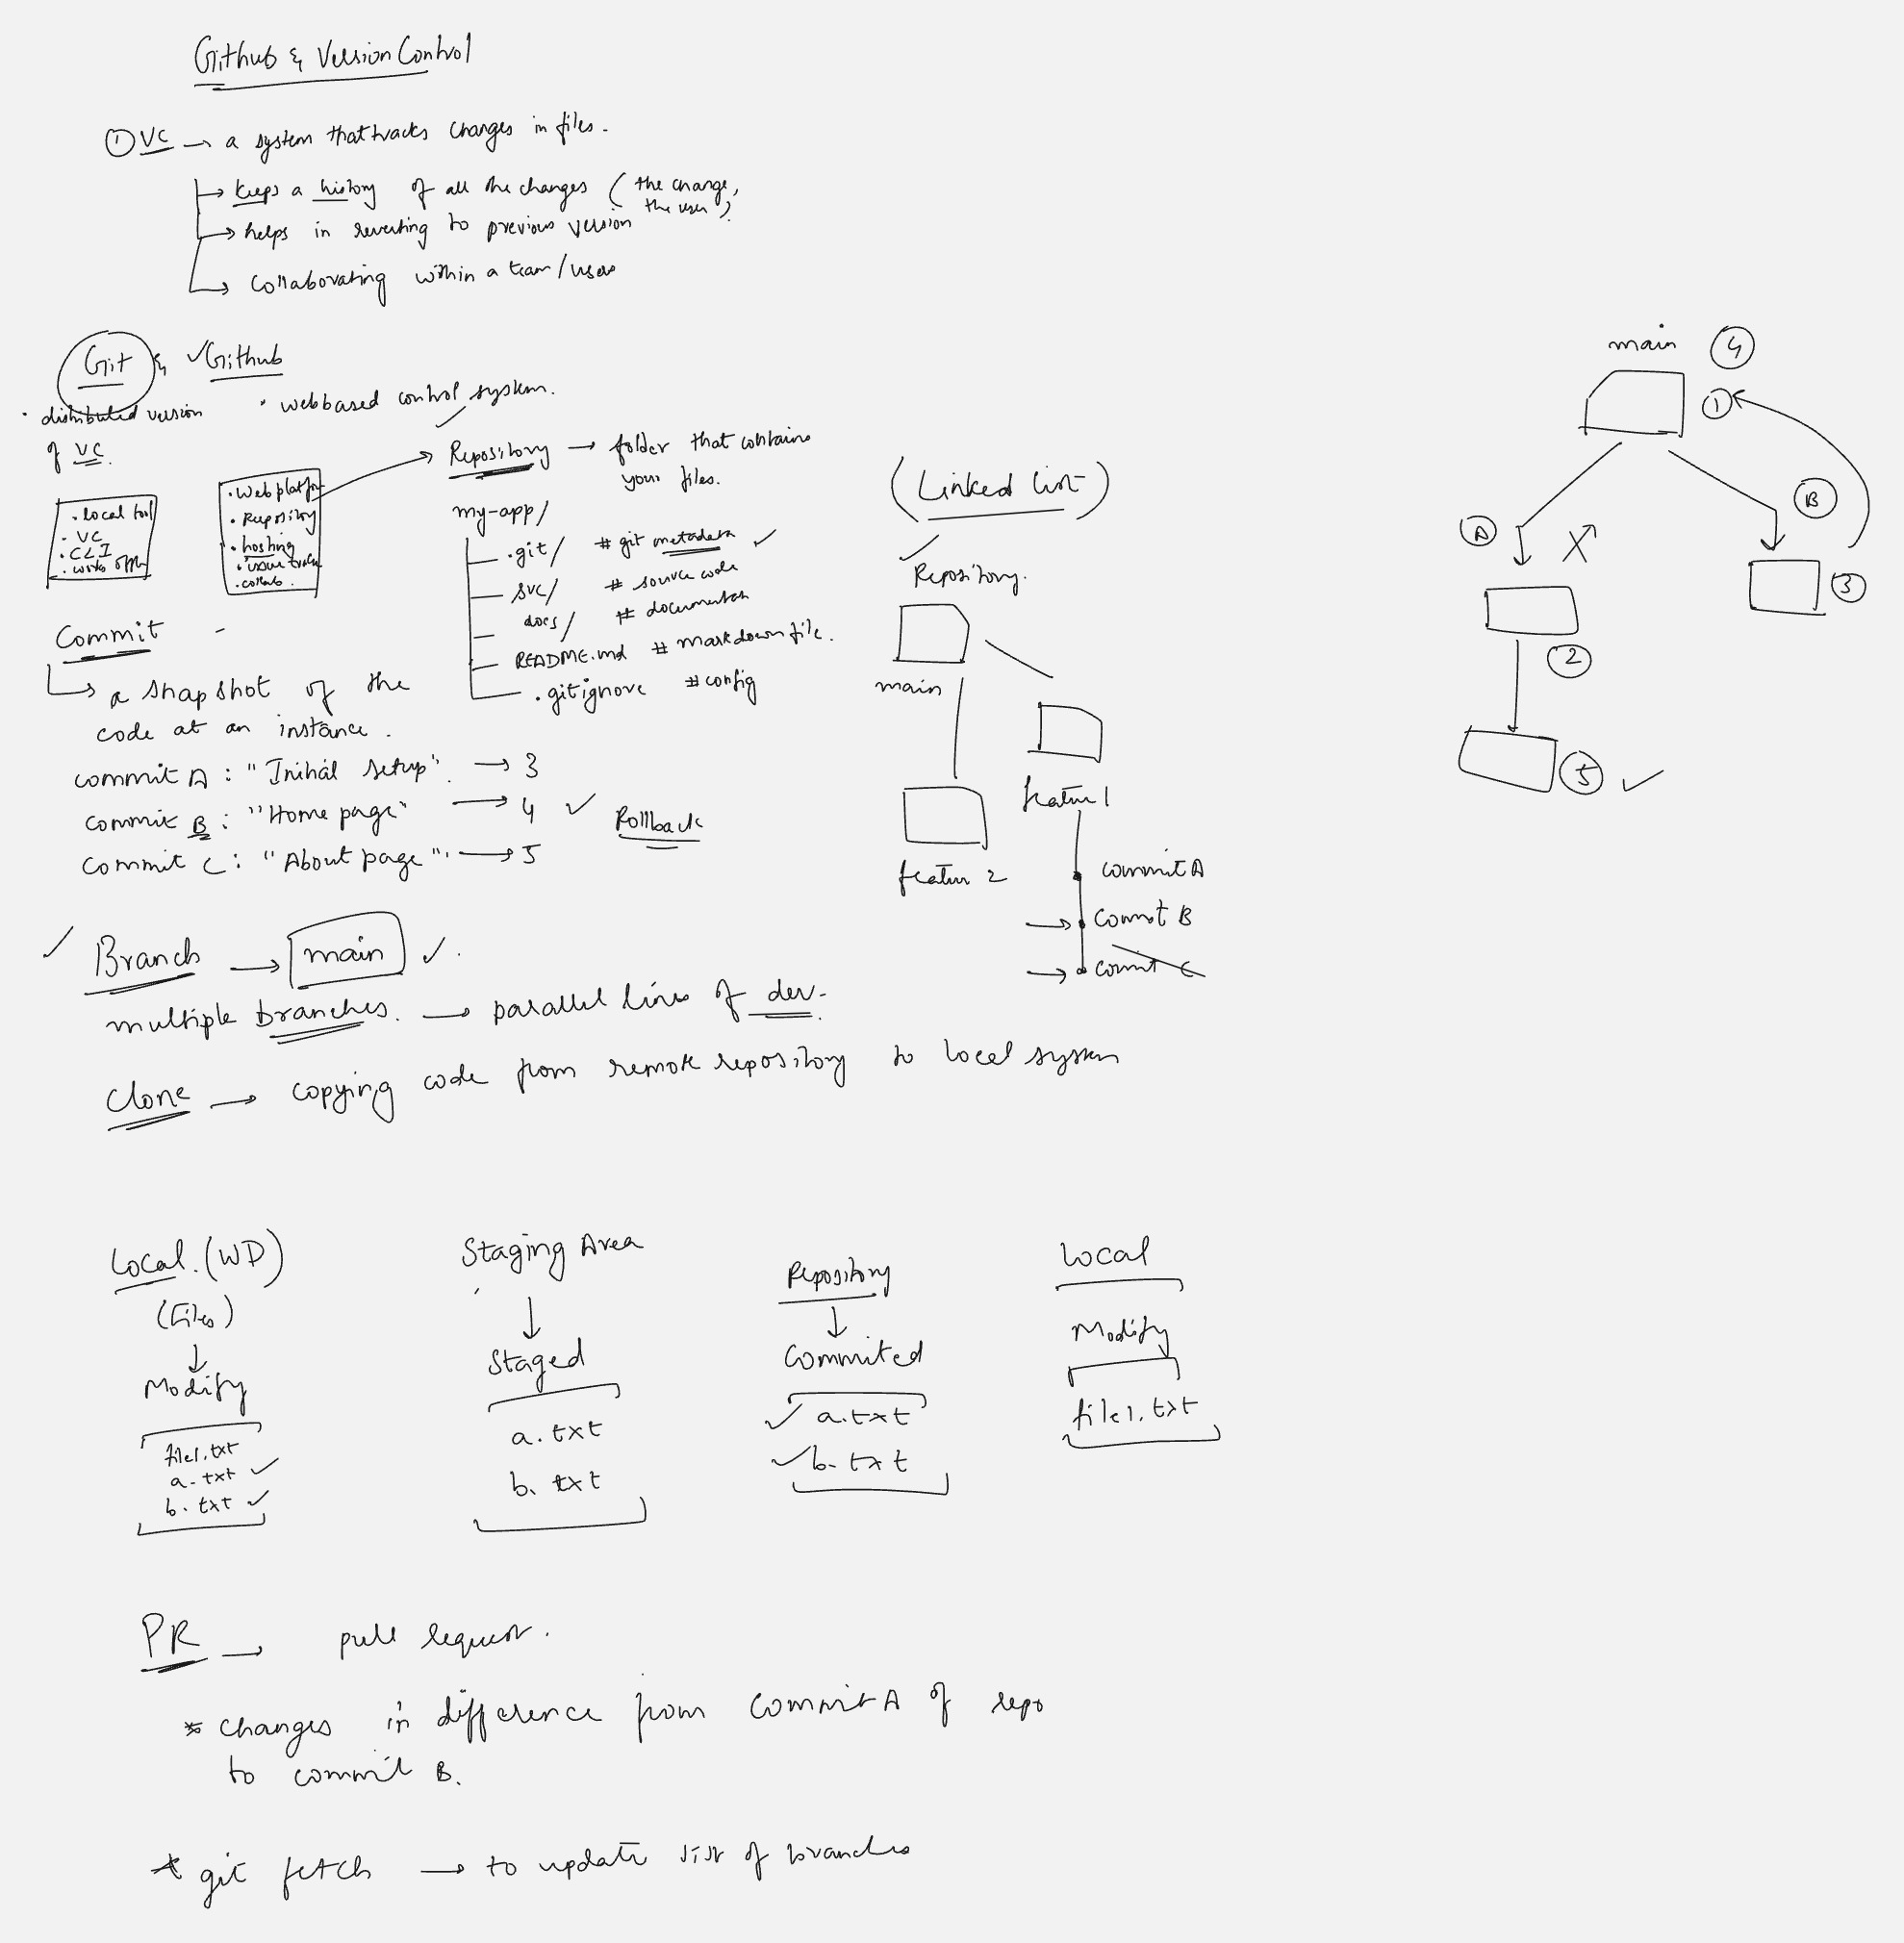 Github & Version Control
① VC → a system that tracks changes in files.
→ keeps a history of all the changes (the change,
the user)
→ helps in reverting to previous version
→ collaborating within a team/users
Git & ✓Github
· distributed version
of VC.
· web based control system.
· local tool
· VC
· CLI
· works
· Web platfor
· Repository
· hosting
· issue track
· collab.
Repository → folder that contains
your files.
my-app/
.git/ # git metadata ✓
src/ # source code
docs/ # documentation
README.md # markdown file.
.gitignore #config
Commit -
→ a snapshot of the
code at an instance.
commit A : "Initial setup". → 3
commit B : "Home page" → 4 ✓
commit C : "About page". → 5
Rollback
(Linked List)
✓ Repository.
main
feature 1
feature 2
commit A
→ commit B
→ commit C
main ④
①
Ⓐ X
Ⓑ
②
③
⑤ ✓
✓ Branch → main ✓.
multiple branches. → parallel lines of dev.
Clone → copying code from remote repository to local system
Local. (WD)
(Files)
↓
Modify
file1.txt
a.txt ✓
b.txt ✓
Staging Area
↓
Staged
a.txt
b.txt
Repository
↓
Commited
✓ a.txt
✓ b.txt
Local
Modify
file1.txt
PR → pull request.
* changes in difference from commit A of repo
to commit B.
* git fetch → to update list of branches